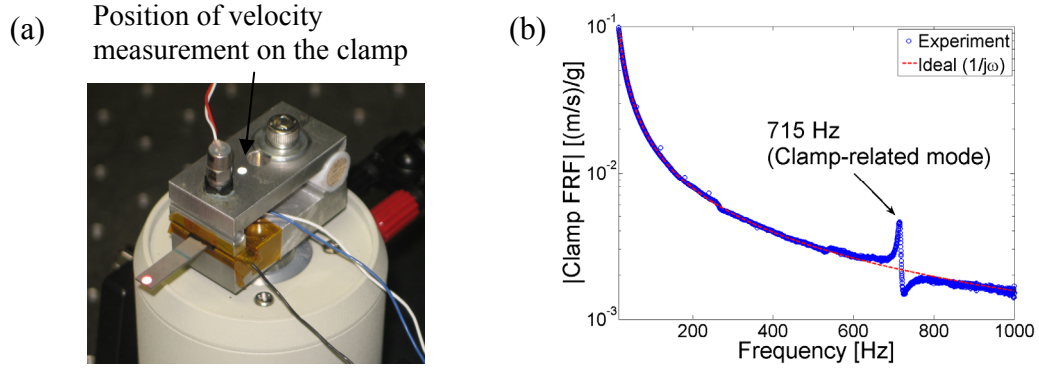 (a)
Position of velocity
measurement on the clamp
(b)
|Clamp FRF| [(m/s)/g]
10⁻¹
10⁻²
10⁻³
Experiment
Ideal (1/jω)
715 Hz
(Clamp-related mode)
200 400 600 800 1000
Frequency [Hz]